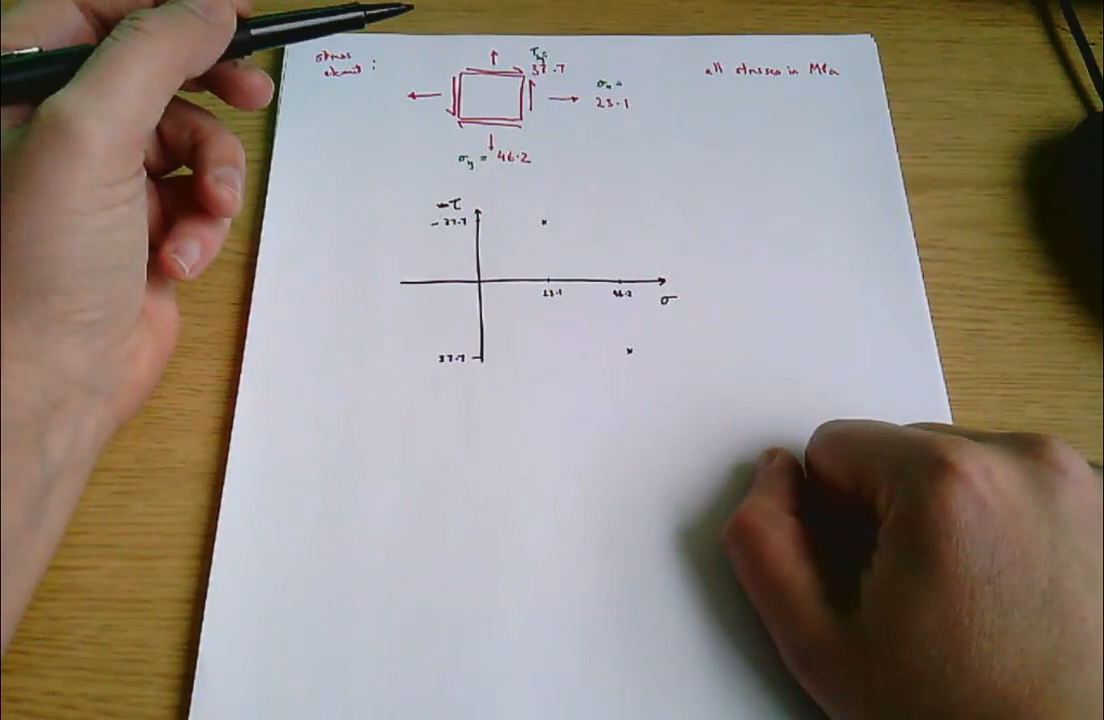 stress
element :
τxy
37.7
all stresses in MPa
σx =
23.1
σy = 46.2
-τ
- 37.7
23.1
46.2
σ
37.7